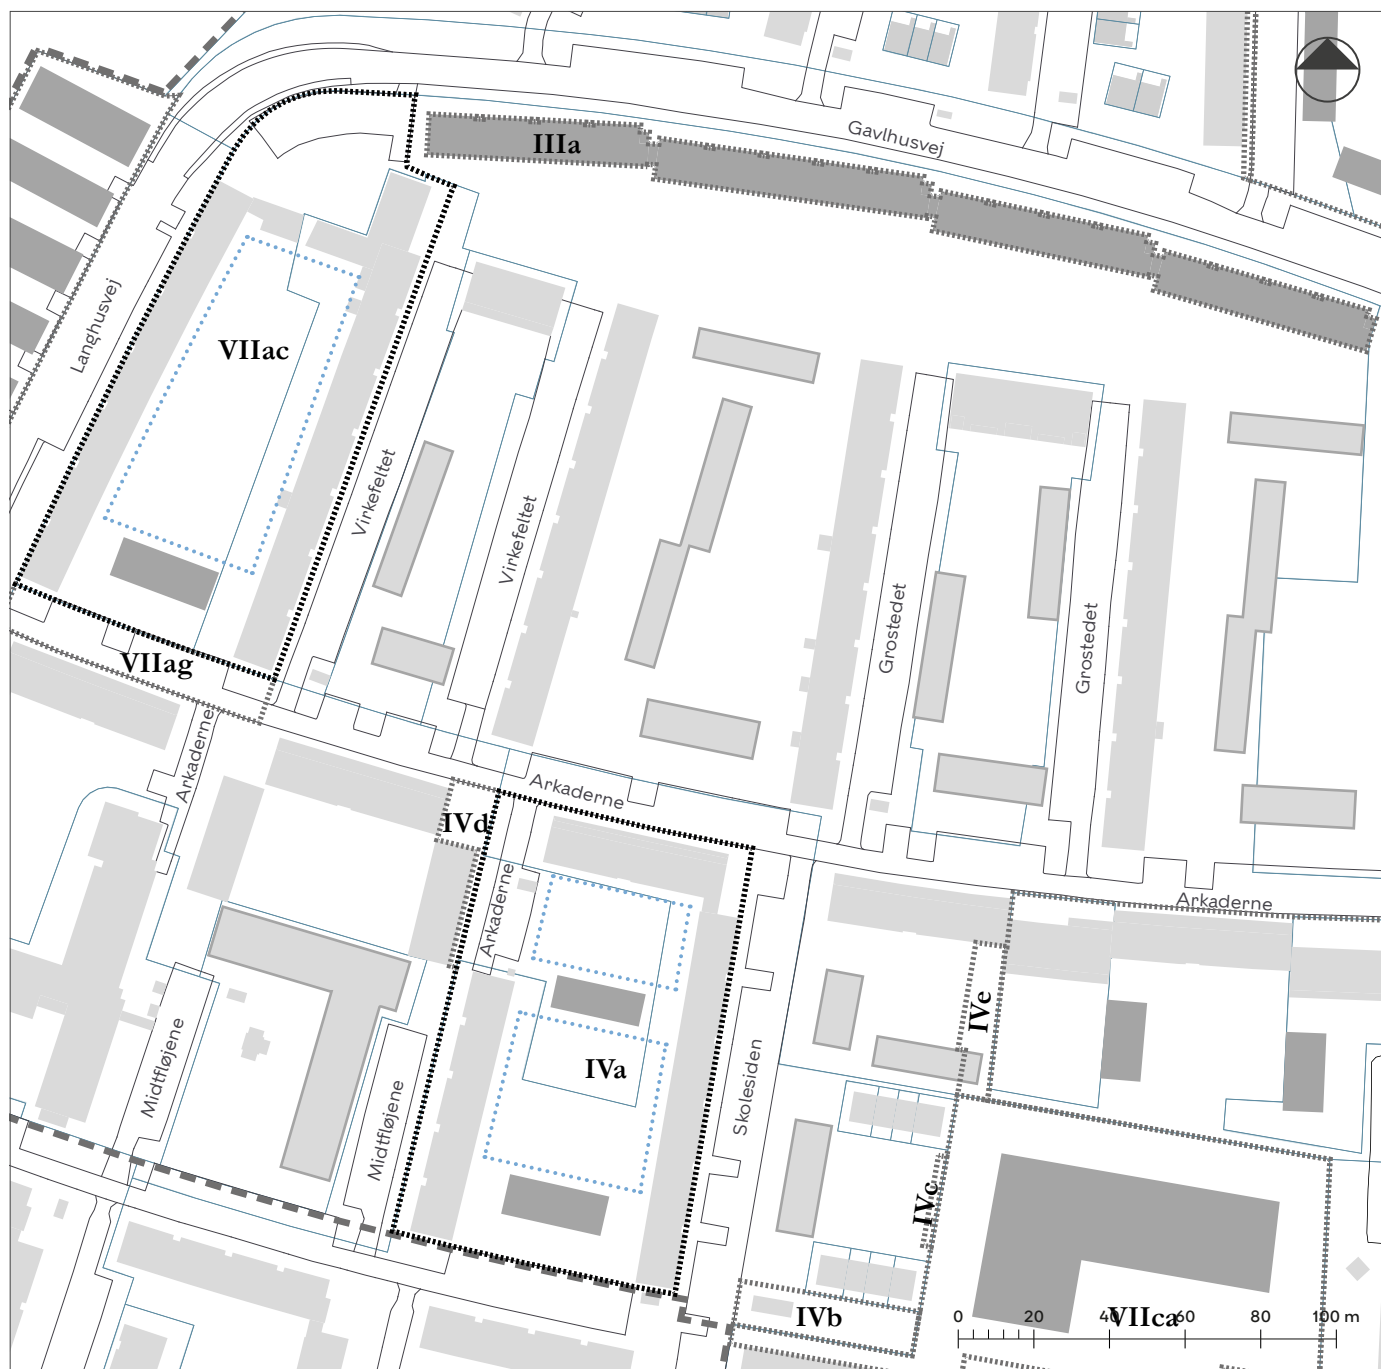 Gavlhusvej
IIIa
Langhusvej
VIIac
Virkefeltet
Virkefeltet
Grostedet
Grostedet
VIIag
Arkaderne
Arkaderne
IVd
Arkaderne
Arkaderne
IVe
Midtfløjene
Midtfløjene
IVa
Skolesiden
IVc
IVb
VIIca
0 20 40 60 80 100 m